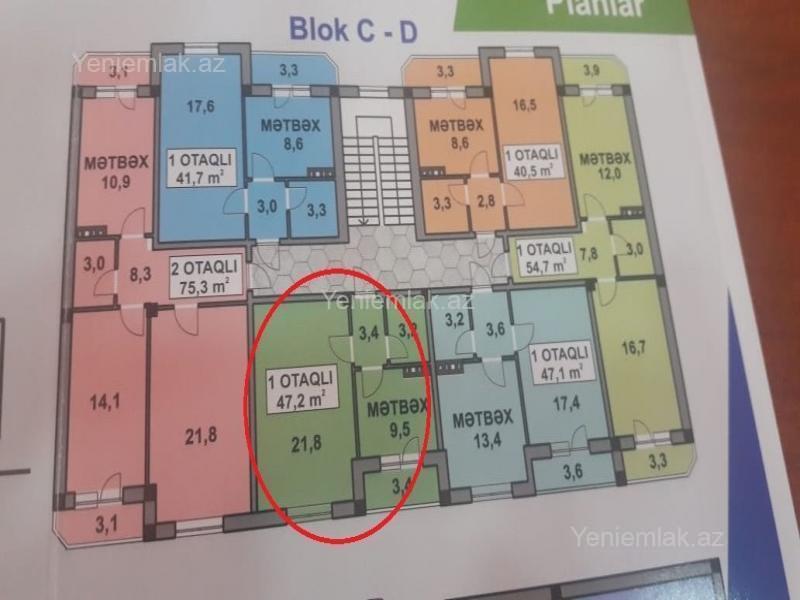 Planlar
Blok C - D
Yeniemlak.az
3,1
17,6
3,3
3,3
16,5
3,9
MƏTBƏX
10,9
1 OTAQLI
41,7 m²
MƏTBƏX
8,6
MƏTBƏX
8,6
1 OTAQLI
40,5 m²
MƏTBƏX
12,0
3,0
3,3
3,3
2,8
3,0
8,3
2 OTAQLI
75,3 m²
1 OTAQLI
54,7 m²
7,8
3,0
Yeniemlak.az
3,4
3,2
3,2
3,6
14,1
21,8
1 OTAQLI
47,2 m²
21,8
MƏTBƏX
9,5
MƏTBƏX
13,4
1 OTAQLI
47,1 m²
17,4
16,7
3,1
3,4
3,6
3,3
Yeniemlak.az